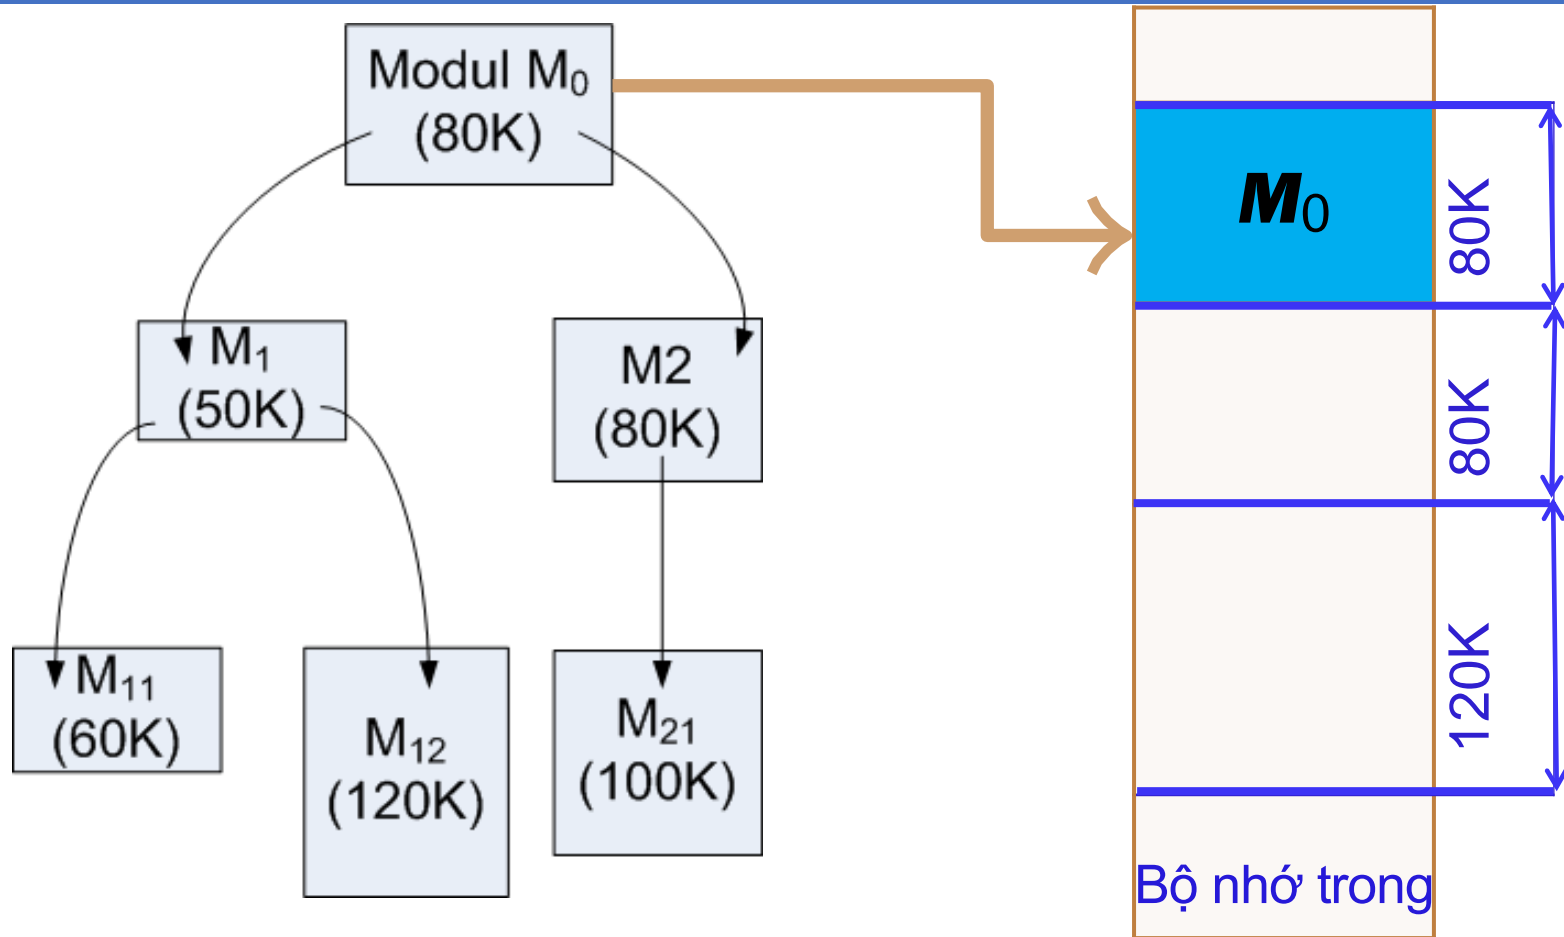 Modul M₀
(80K)
M₁
(50K)
M2
(80K)
M₁₁
(60K)
M₁₂
(120K)
M₂₁
(100K)
M₀
80K
80K
120K
Bộ nhớ trong